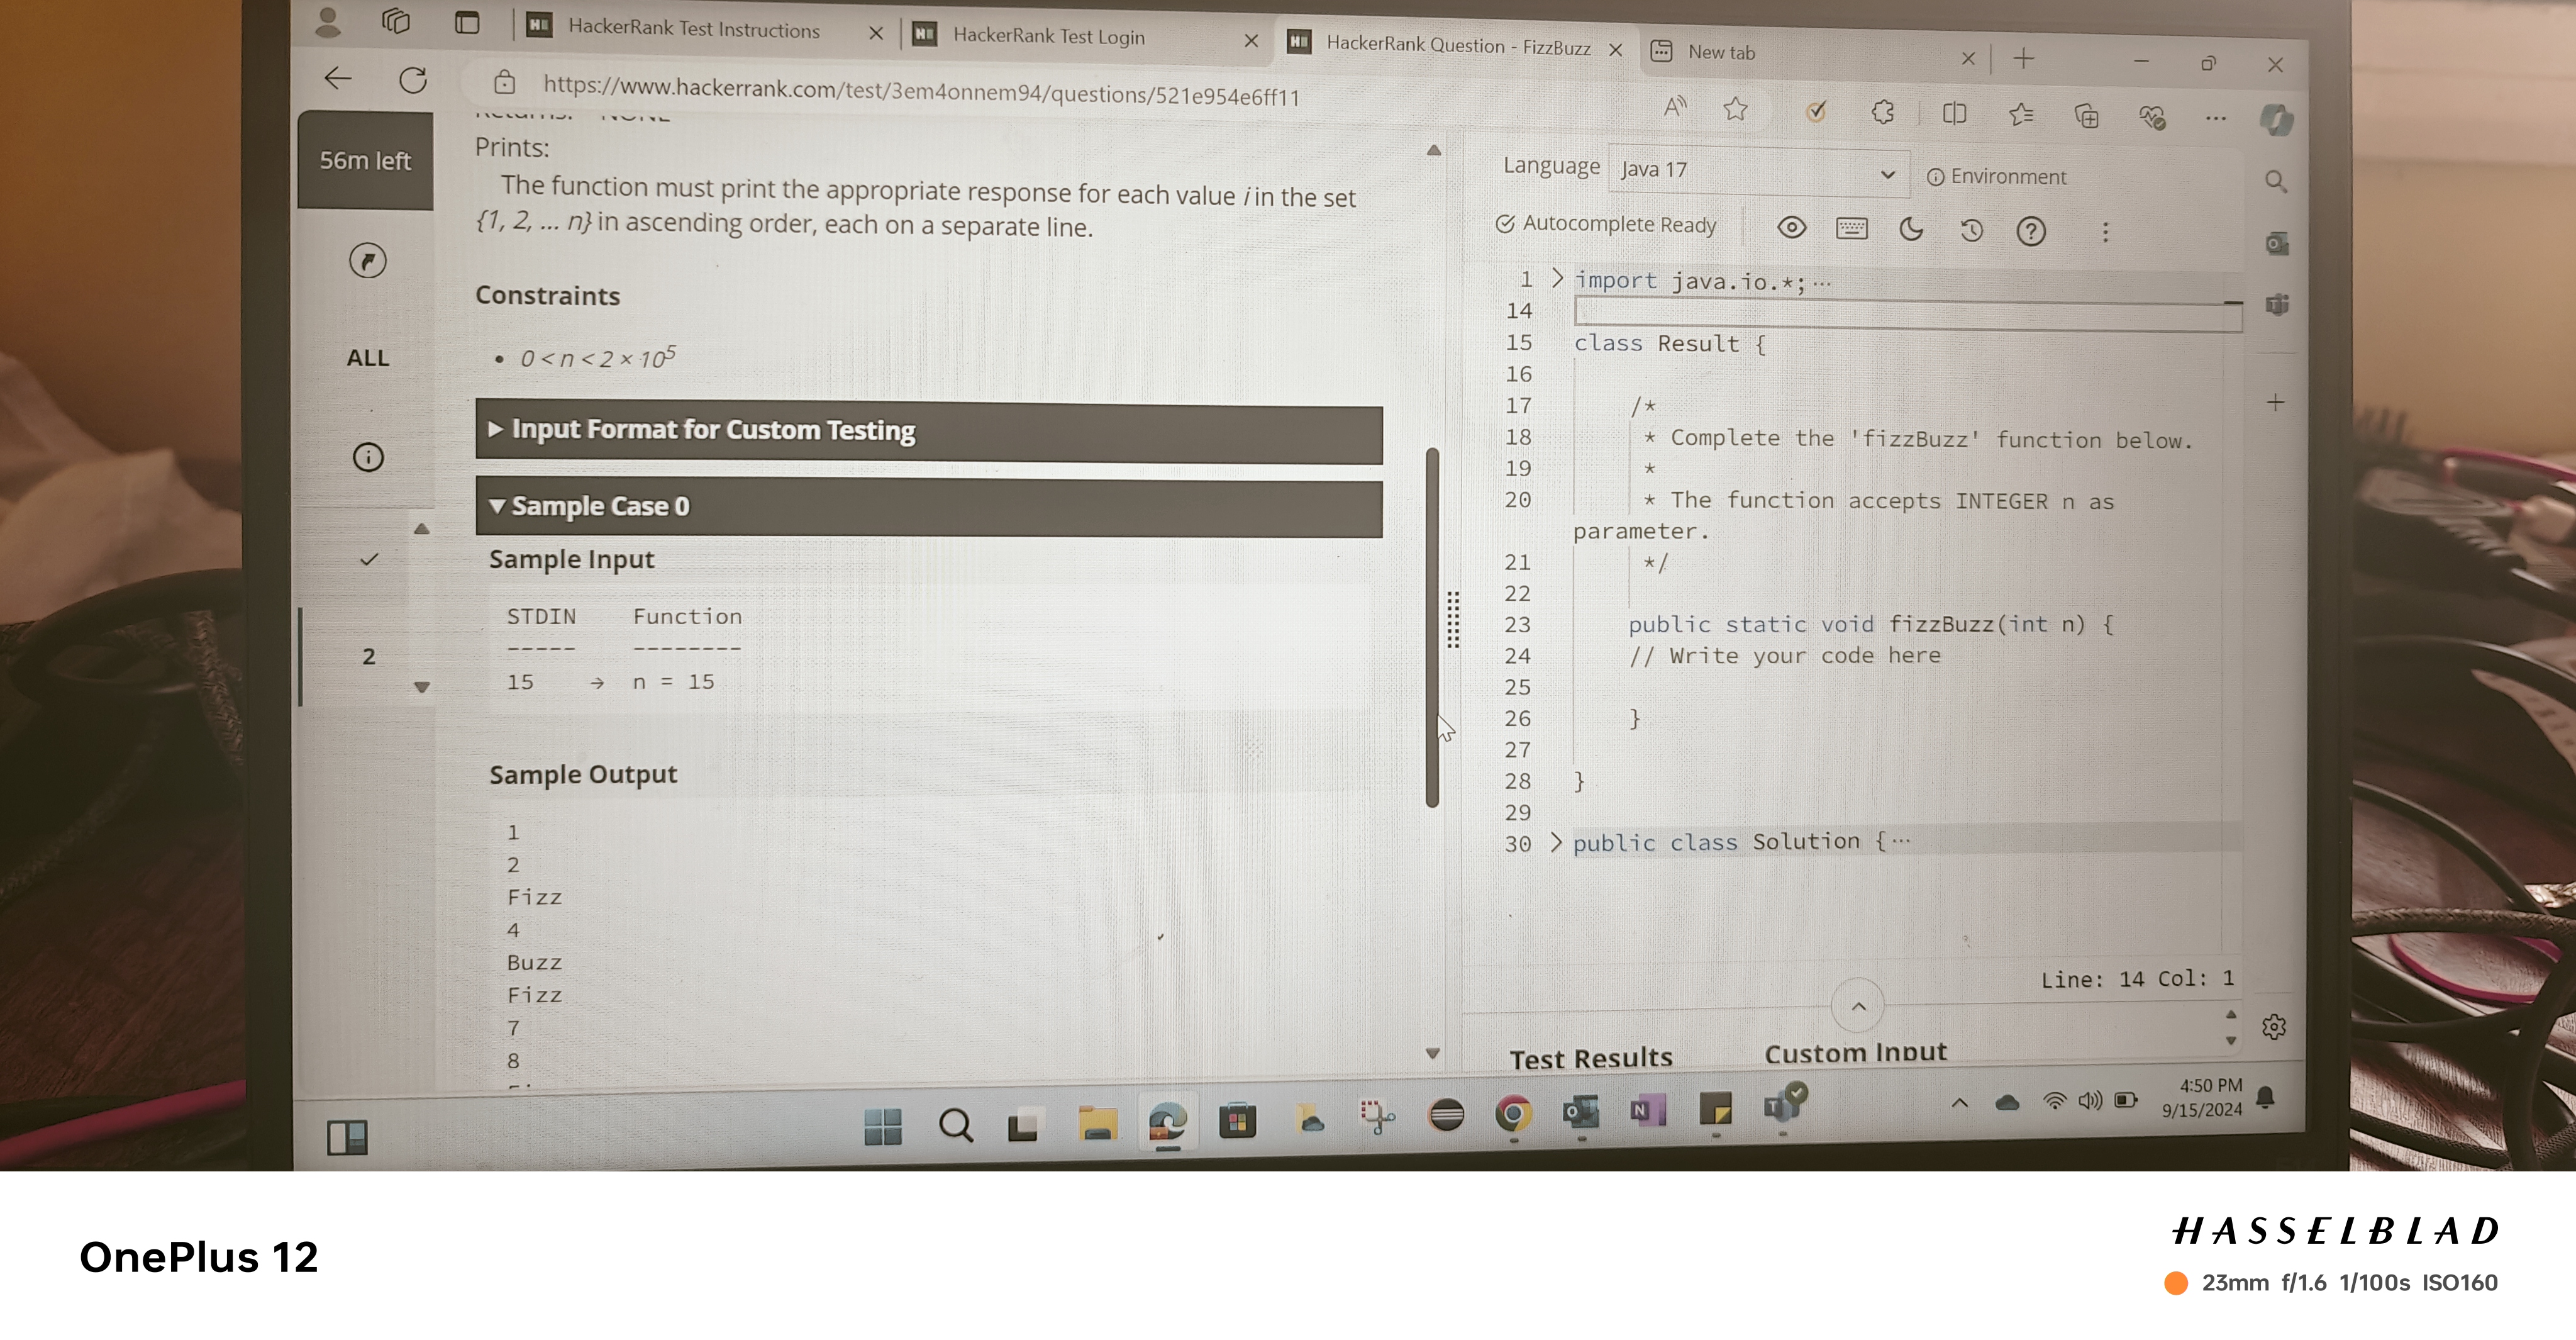 HackerRank Test Instructions
HackerRank Test Login
HackerRank Question - FizzBuzz
New tab
https://www.hackerrank.com/test/3em4onnem94/questions/521e954e6ff11
56m left
ALL
2
Prints:
The function must print the appropriate response for each value i in the set
{1, 2, ... n} in ascending order, each on a separate line.
Constraints
• 0 < n < 2 × 10⁵
Input Format for Custom Testing
Sample Case 0
Sample Input
STDIN Function
----- --------
15 → n = 15
Sample Output
1
2
Fizz
4
Buzz
Fizz
7
8
Language Java 17 Environment
Autocomplete Ready
1 import java.io.*; ...
14
15 class Result {
16
17 /*
18 * Complete the 'fizzBuzz' function below.
19 *
20 * The function accepts INTEGER n as
parameter.
21 */
22
23 public static void fizzBuzz(int n) {
24 // Write your code here
25
26 }
27
28 }
29
30 public class Solution { ...
Line: 14 Col: 1
Test Results Custom Input
4:50 PM
9/15/2024
OnePlus 12
HASSELBLAD
23mm f/1.6 1/100s ISO160